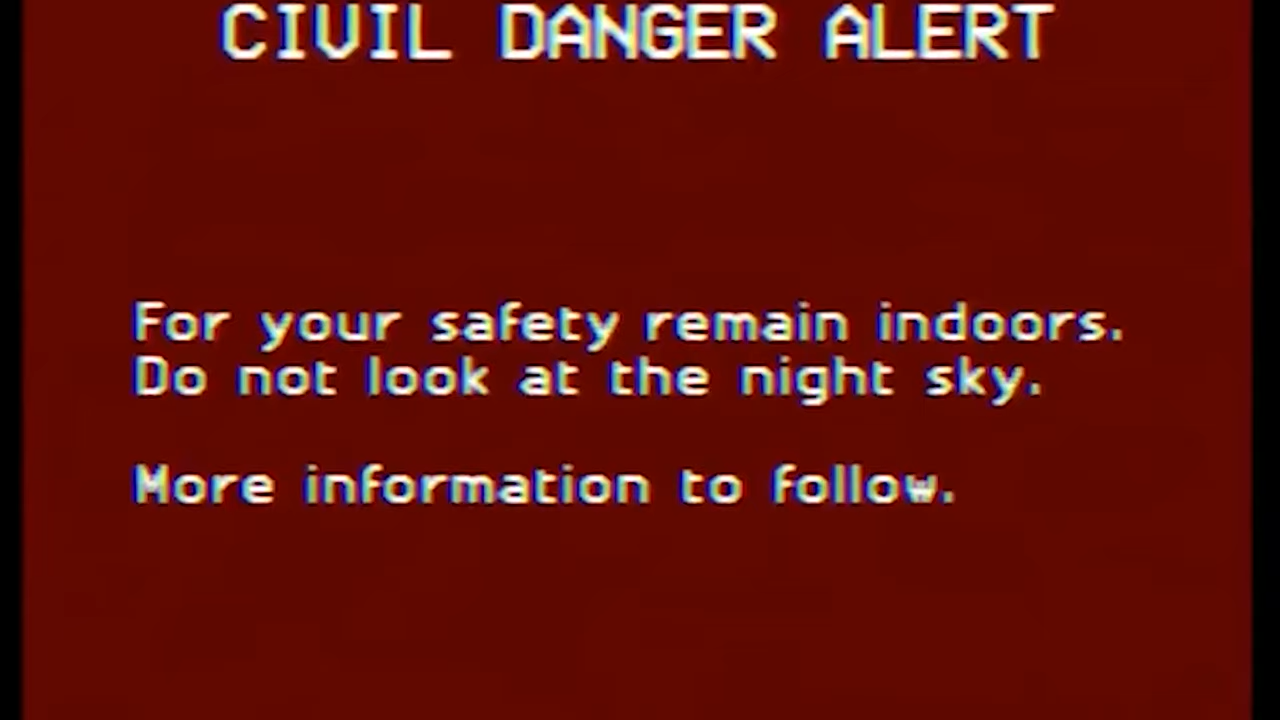 CIVIL DANGER ALERT
For your safety remain indoors.
Do not look at the night sky.
More information to follow.